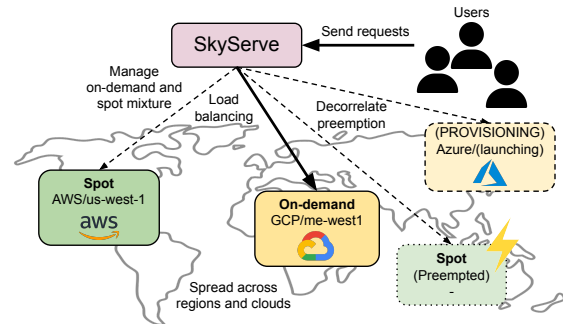 Users
Send requests
SkyServe
Manage
on-demand and
spot mixture
Load
balancing
Decorrelate
preemption
(PROVISIONING)
Azure/(launching)
Spot
AWS/us-west-1
aws
On-demand
GCP/me-west1
Spot
(Preempted)
-
Spread across
regions and clouds